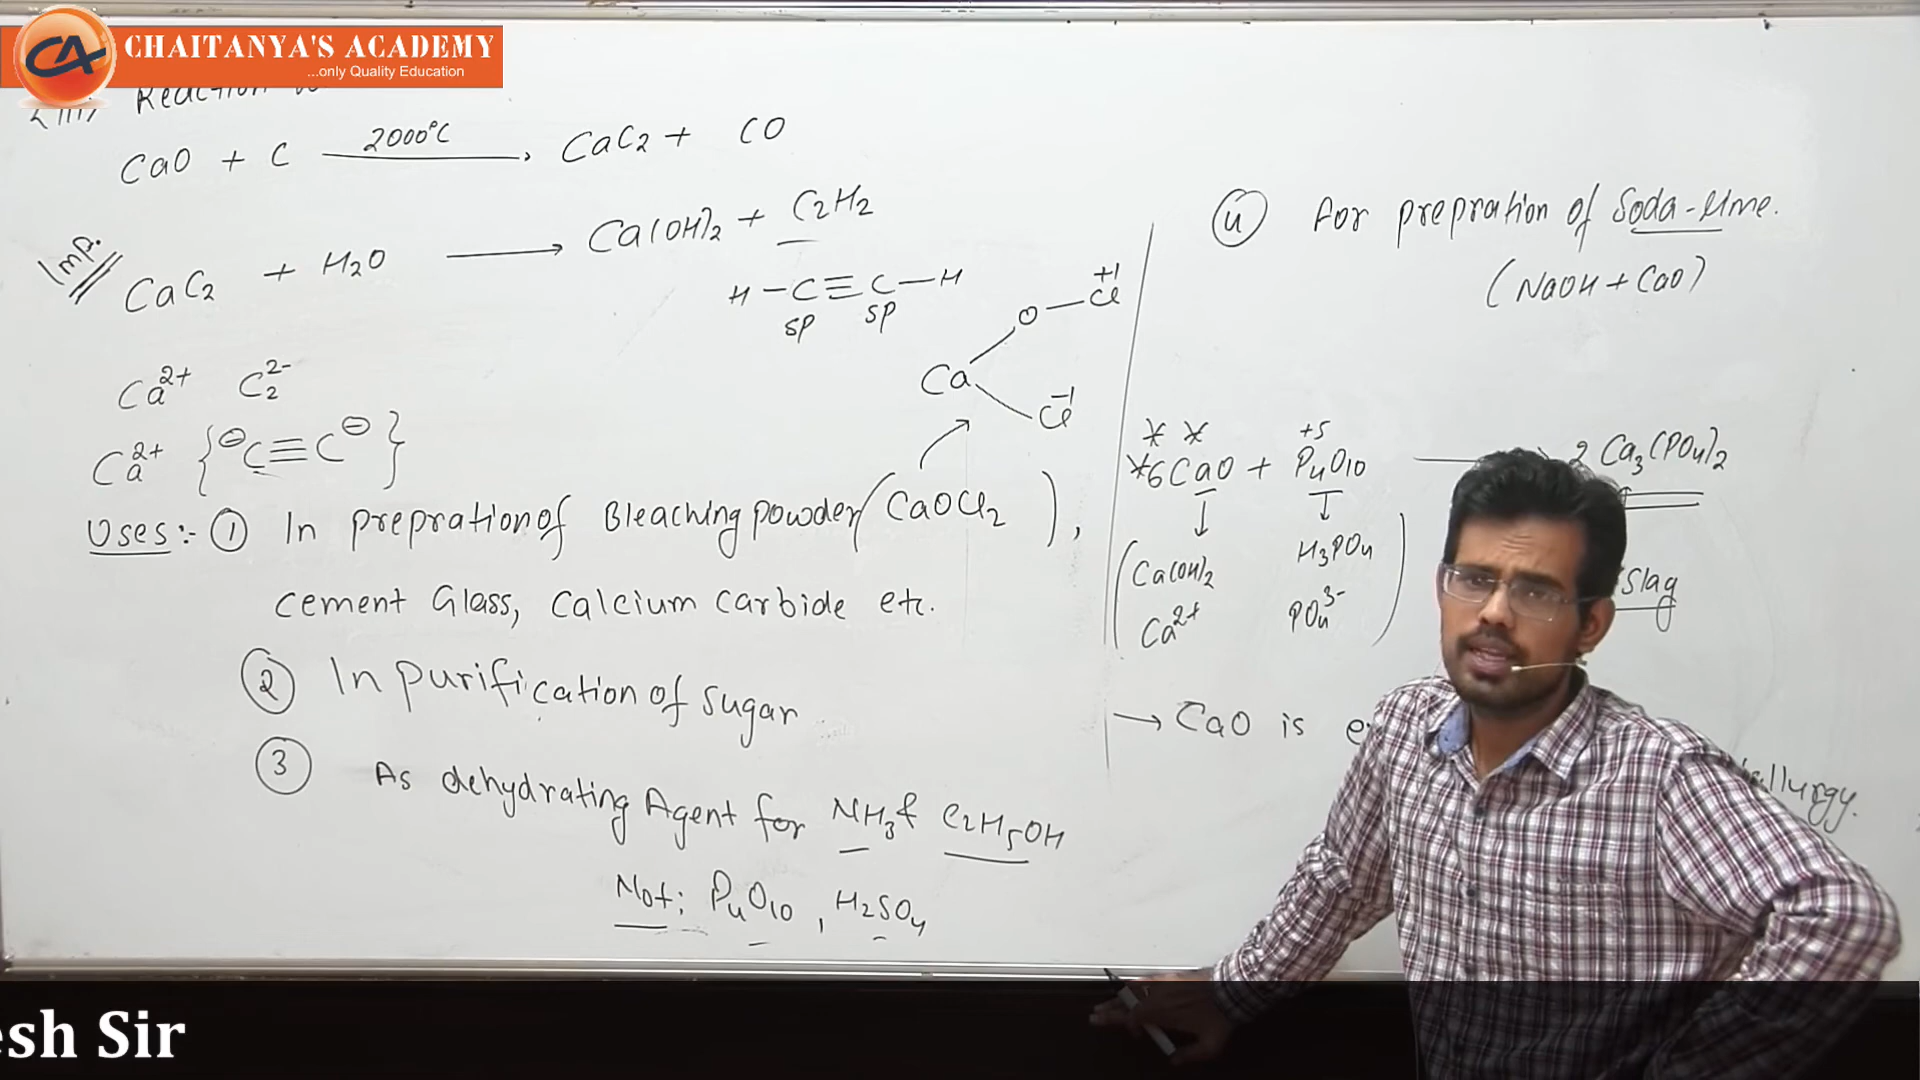 CHAITANYA'S ACADEMY
...only Quality Education
Reaction
CaO + C 2000°C → CaC2 + CO
Imp. CaC2 + H2O → Ca(OH)2 + C2H2
H-C≡C-H
sp sp
Ca2+ C2 2-
Ca2+ {⊖C≡C⊖}
O-Cl +1
Ca
Cl -1
Uses:- ① In prepration of Bleaching powder (CaOCl2),
cement Glass, Calcium carbide etc.
② In purification of sugar
③ As dehydrating Agent for NH3 & C2H5OH
Not: P4O10, H2SO4
④ for prepration of Soda-lime.
(NaOH + CaO)
* * +5
*6CaO + P4O10 → 2 Ca3(PO4)2
↓ ↓
Ca(OH)2 H3PO4
Slag
Ca2+ PO4 3-
→ CaO is
llurgy.
esh Sir